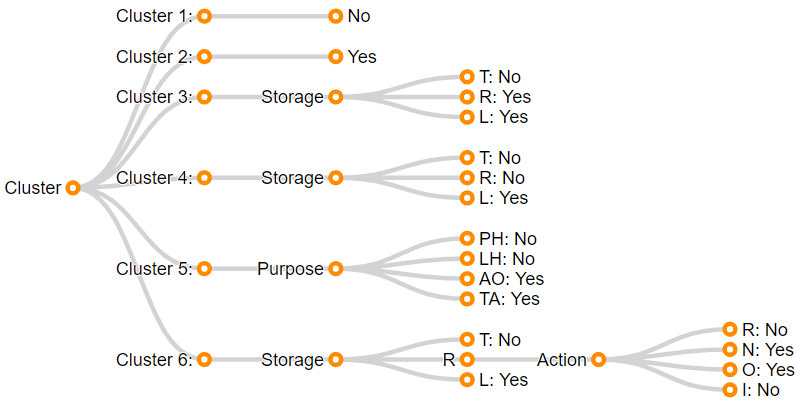 Cluster 1: No
Cluster 2: Yes
T: No
Cluster 3: Storage R: Yes
L: Yes
T: No
Cluster 4: Storage R: No
Cluster
L: Yes
PH: No
LH: No
Cluster 5: Purpose
AO: Yes
TA: Yes
R: No
T: No
N: Yes
Cluster 6: Storage R Action
O: Yes
L: Yes
I: No